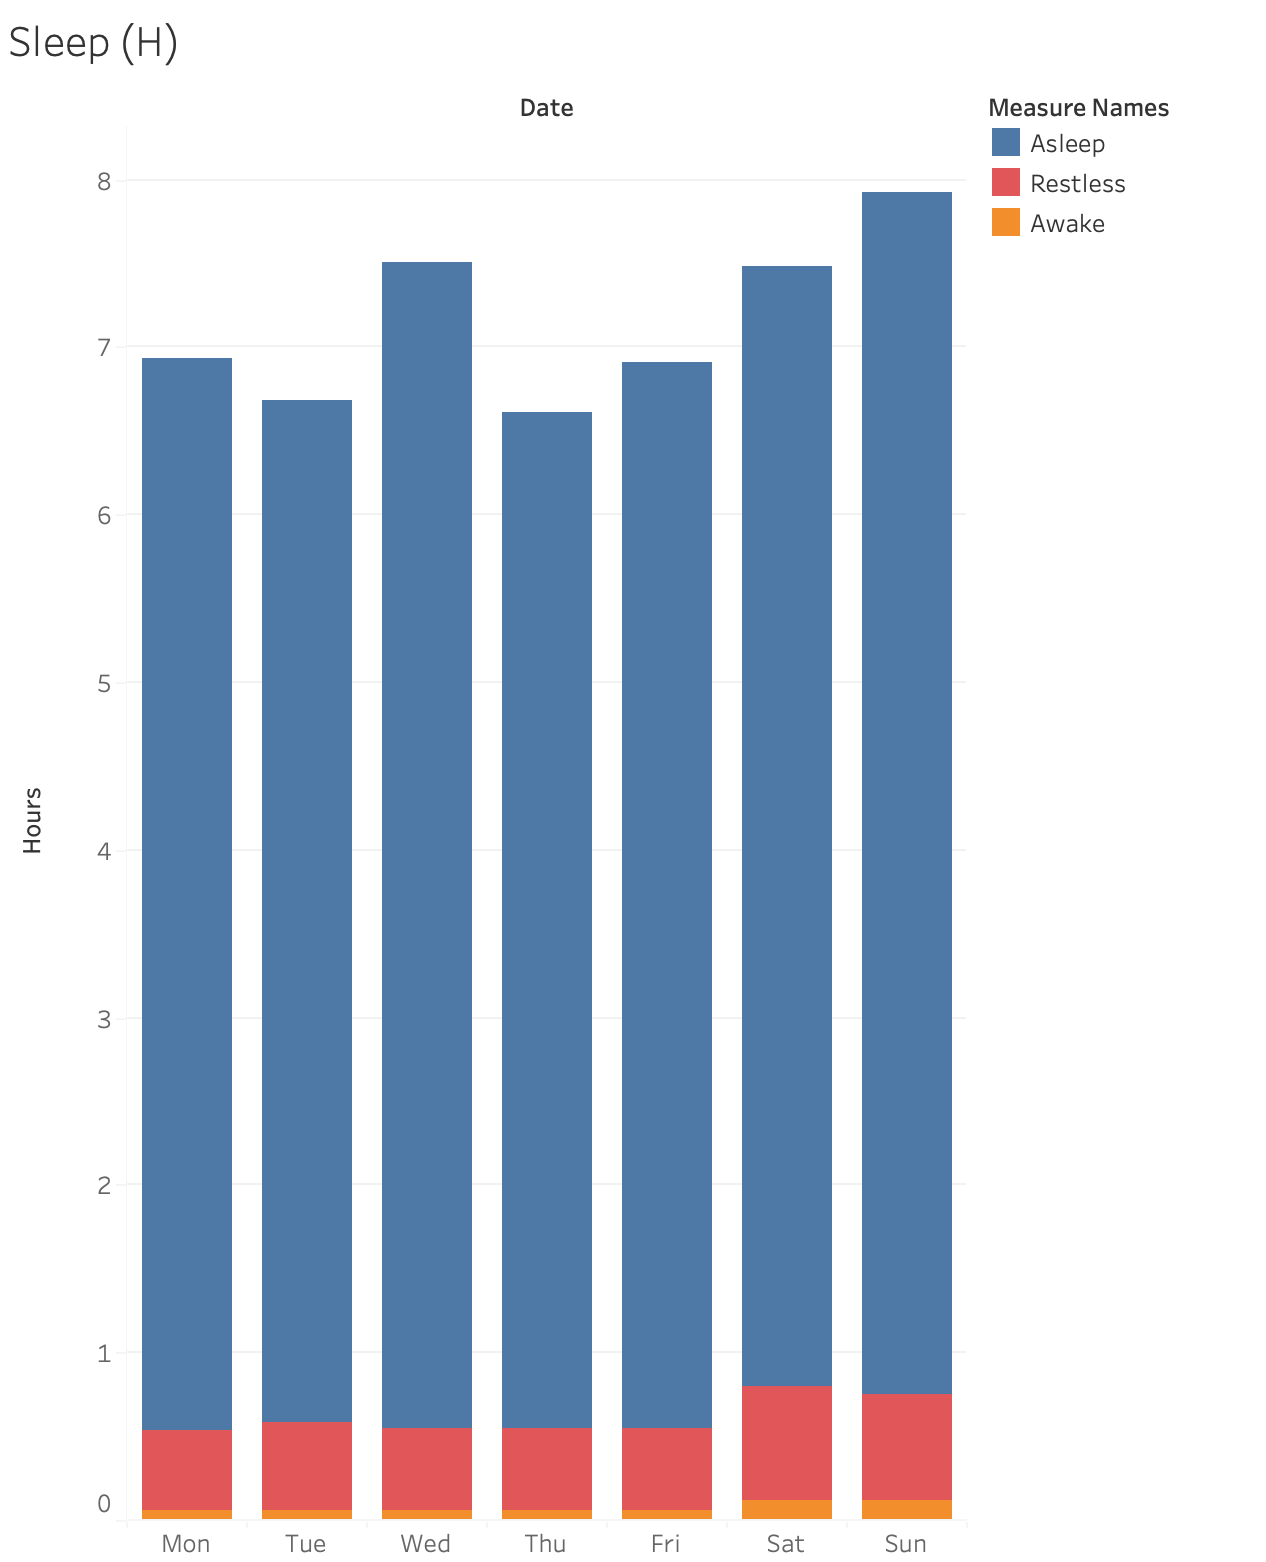 Sleep (H)
Date
Measure Names
Asleep
Restless
Awake
8
7
6
5
4
3
2
1
0
Hours
Mon Tue Wed Thu Fri Sat Sun